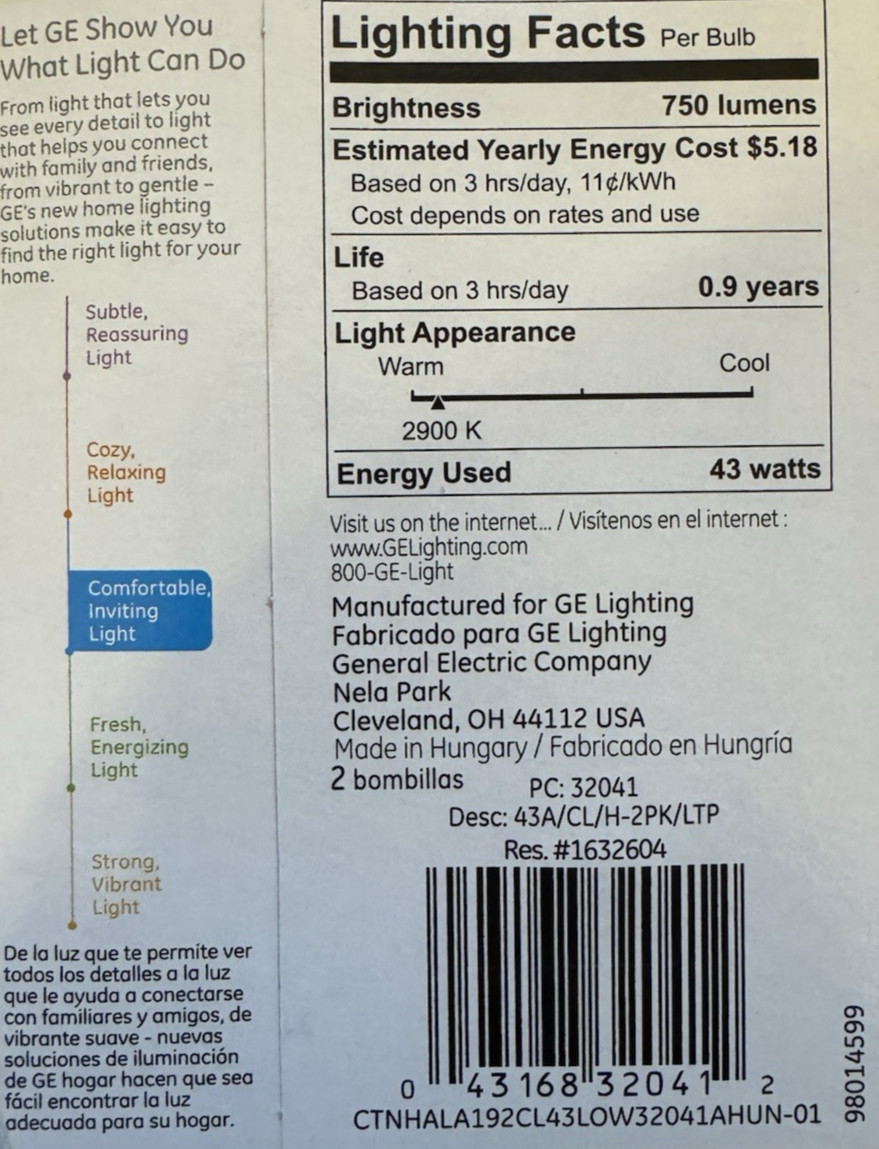 Let GE Show You
What Light Can Do
From light that lets you
see every detail to light
that helps you connect
with family and friends,
from vibrant to gentle –
GE's new home lighting
solutions make it easy to
find the right light for your
home.
Subtle,
Reassuring
Light
Cozy,
Relaxing
Light
Comfortable,
Inviting
Light
Fresh,
Energizing
Light
Strong,
Vibrant
Light
De la luz que te permite ver
todos los detalles a la luz
que le ayuda a conectarse
con familiares y amigos, de
vibrante suave - nuevas
soluciones de iluminación
de GE hogar hacen que sea
fácil encontrar la luz
adecuada para su hogar.
Lighting Facts Per Bulb
Brightness 750 lumens
Estimated Yearly Energy Cost $5.18
Based on 3 hrs/day, 11¢/kWh
Cost depends on rates and use
Life
Based on 3 hrs/day 0.9 years
Light Appearance
Warm Cool
2900 K
Energy Used 43 watts
Visit us on the internet... / Visítenos en el internet :
www.GELighting.com
800-GE-Light
Manufactured for GE Lighting
Fabricado para GE Lighting
General Electric Company
Nela Park
Cleveland, OH 44112 USA
Made in Hungary / Fabricado en Hungría
2 bombillas PC: 32041
Desc: 43A/CL/H-2PK/LTP
Res. #1632604
0 43168 32041 2
CTNHALA192CL43LOW32041AHUN-01
98014599